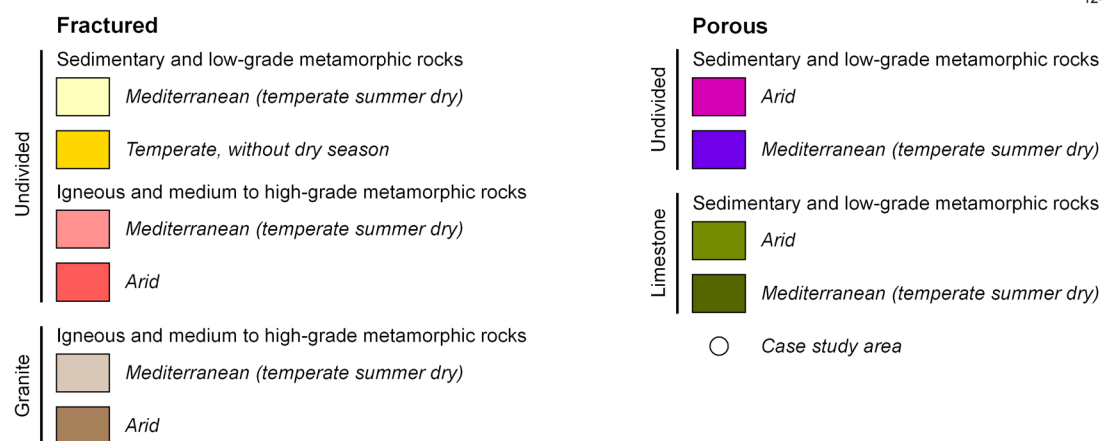 Fractured
Undivided
Sedimentary and low-grade metamorphic rocks
Mediterranean (temperate summer dry)
Temperate, without dry season
Igneous and medium to high-grade metamorphic rocks
Mediterranean (temperate summer dry)
Arid
Granite
Igneous and medium to high-grade metamorphic rocks
Mediterranean (temperate summer dry)
Arid
Porous
Undivided
Sedimentary and low-grade metamorphic rocks
Arid
Mediterranean (temperate summer dry)
Limestone
Sedimentary and low-grade metamorphic rocks
Arid
Mediterranean (temperate summer dry)
Case study area